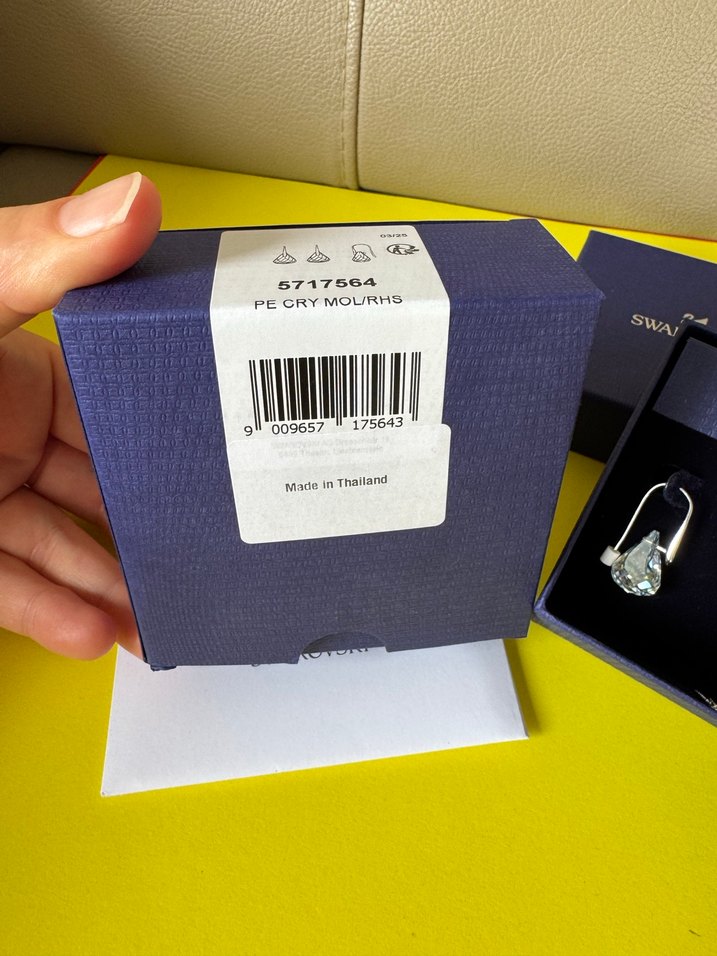 03/25
5717564
PE CRY MOL/RHS
9 009657 175643
Made in Thailand
SWA